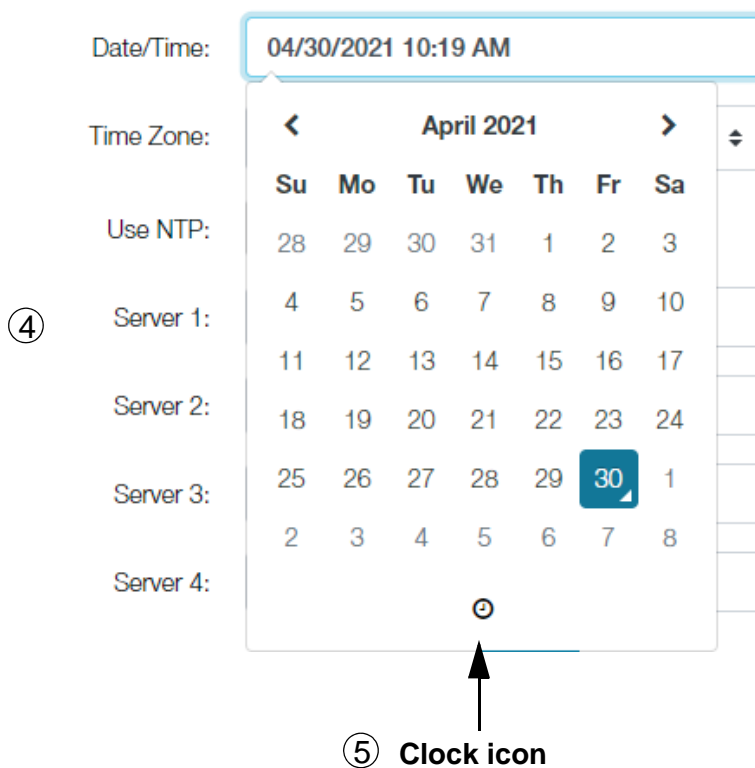 Date/Time: 04/30/2021 10:19 AM
Time Zone:
April 2021
Su Mo Tu We Th Fr Sa
Use NTP:
28 29 30 31 1 2 3
④ Server 1:
4 5 6 7 8 9 10
11 12 13 14 15 16 17
Server 2:
18 19 20 21 22 23 24
Server 3:
25 26 27 28 29 30 1
2 3 4 5 6 7 8
Server 4:
⑤ Clock icon